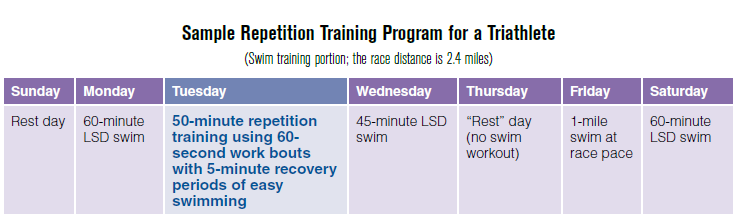 Sample Repetition Training Program for a Triathlete
(Swim training portion; the race distance is 2.4 miles)
Sunday Monday Tuesday Wednesday Thursday Friday Saturday
Rest day 60-minute 50-minute repetition 45-minute LSD “Rest” day 1-mile 60-minute
LSD swim training using 60- swim (no swim swim at LSD swim
second work bouts workout) race pace
with 5-minute recovery
periods of easy
swimming